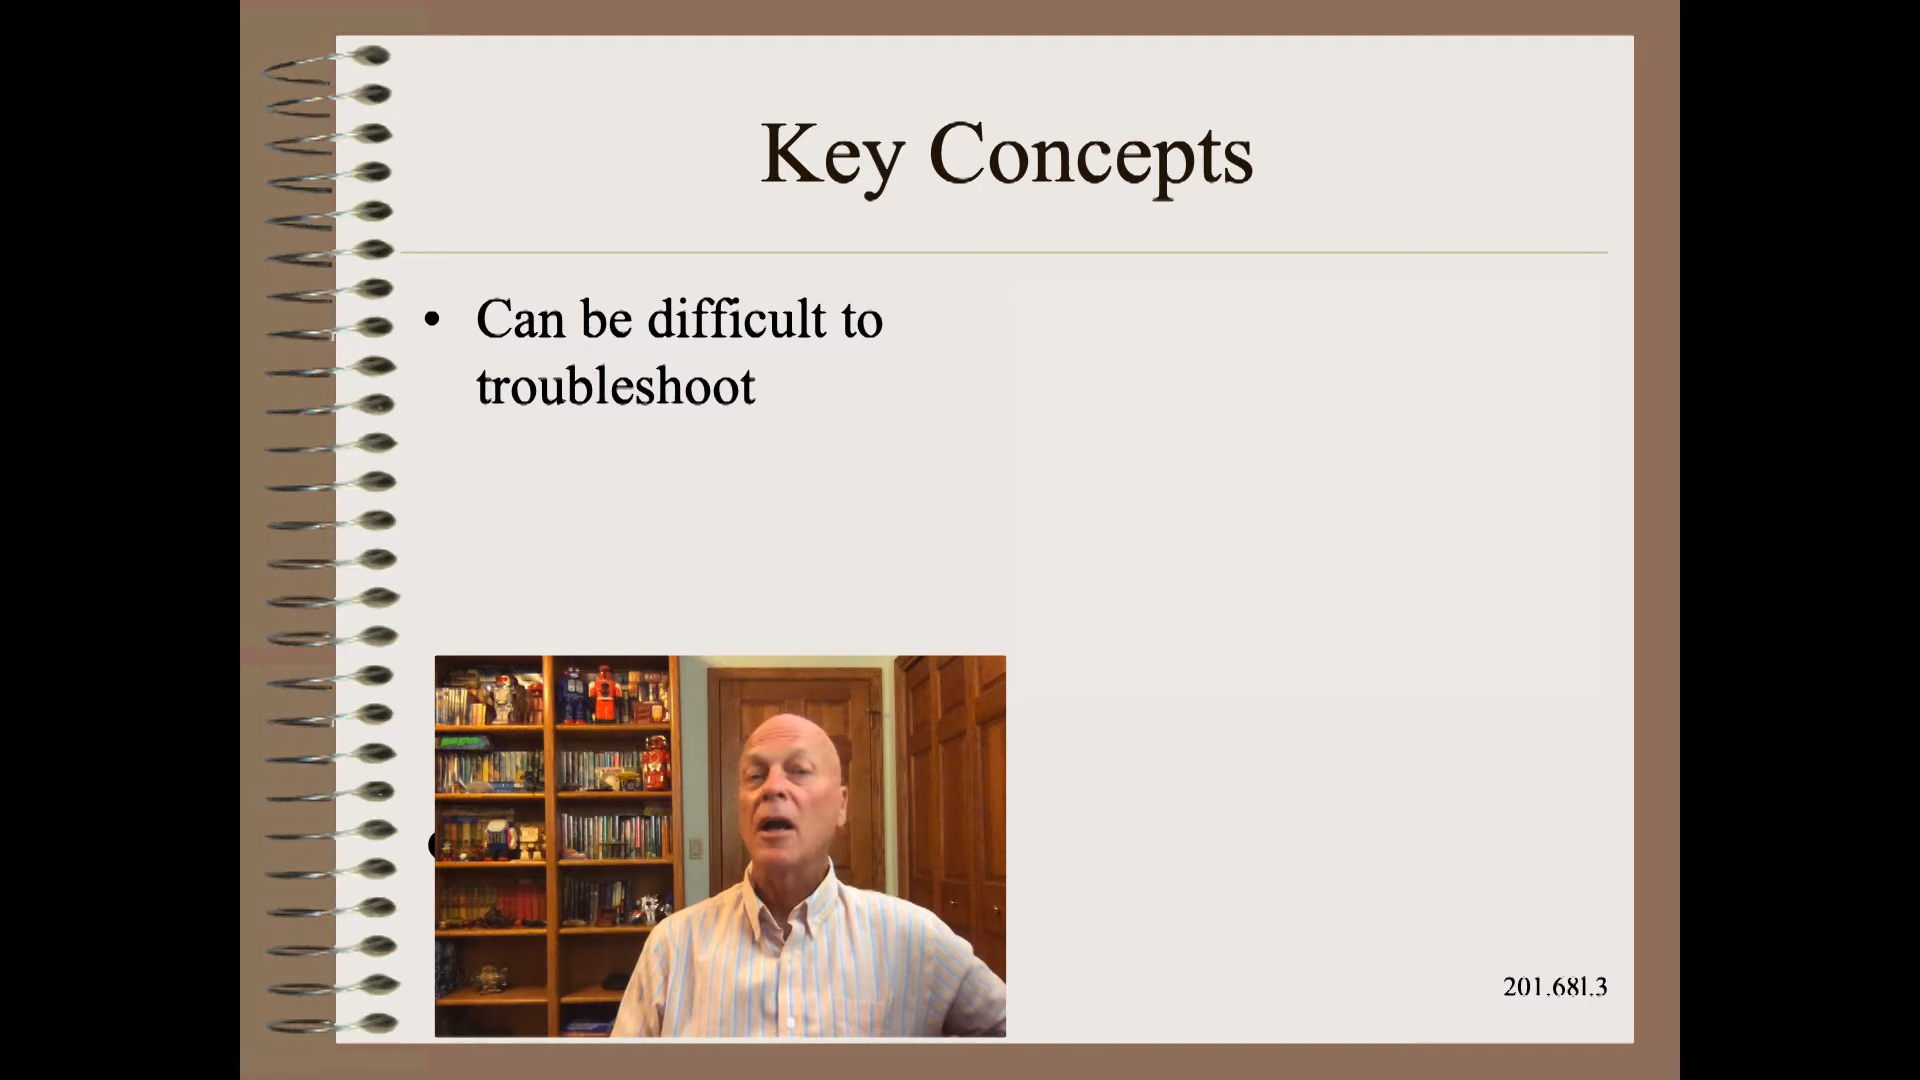 Key Concepts
• Can be difficult to
troubleshoot
201.681.3